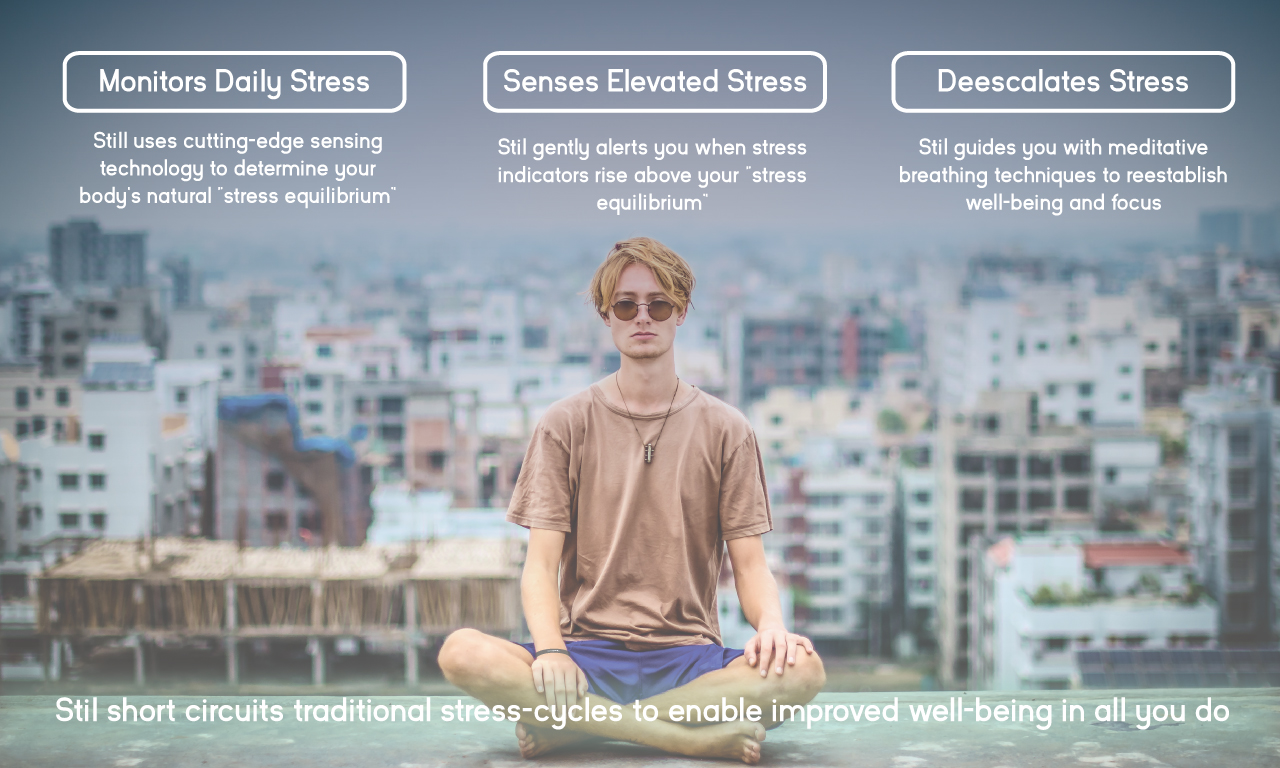 Monitors Daily Stress
Still uses cutting-edge sensing
technology to determine your
body's natural "stress equilibrium"
Senses Elevated Stress
Stil gently alerts you when stress
indicators rise above your "stress
equilibrium"
Deescalates Stress
Stil guides you with meditative
breathing techniques to reestablish
well-being and focus
Stil short circuits traditional stress-cycles to enable improved well-being in all you do